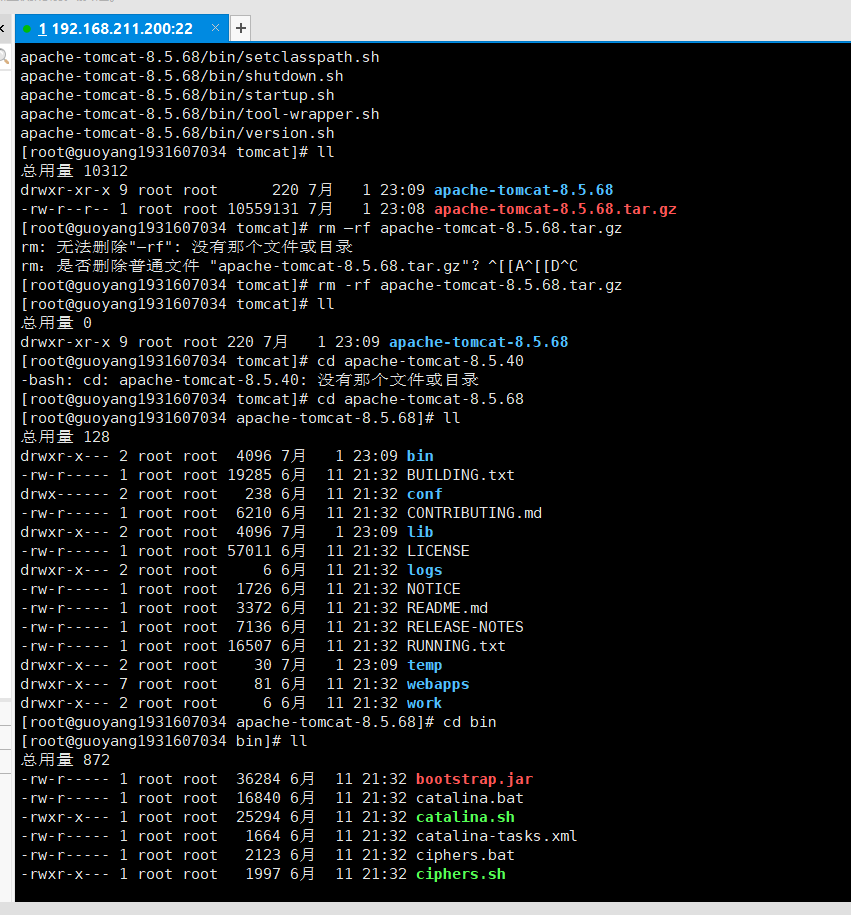 1 192.168.211.200:22 × +
apache-tomcat-8.5.68/bin/setclasspath.sh
apache-tomcat-8.5.68/bin/shutdown.sh
apache-tomcat-8.5.68/bin/startup.sh
apache-tomcat-8.5.68/bin/tool-wrapper.sh
apache-tomcat-8.5.68/bin/version.sh
[root@guoyang1931607034 tomcat]# ll
总用量 10312
drwxr-xr-x 9 root root      220 7月   1 23:09 apache-tomcat-8.5.68
-rw-r--r-- 1 root root 10559131 7月   1 23:08 apache-tomcat-8.5.68.tar.gz
[root@guoyang1931607034 tomcat]# rm –rf apache-tomcat-8.5.68.tar.gz
rm: 无法删除"–rf": 没有那个文件或目录
rm：是否删除普通文件 "apache-tomcat-8.5.68.tar.gz"？^[[A^[[D^C
[root@guoyang1931607034 tomcat]# rm -rf apache-tomcat-8.5.68.tar.gz
[root@guoyang1931607034 tomcat]# ll
总用量 0
drwxr-xr-x 9 root root 220 7月   1 23:09 apache-tomcat-8.5.68
[root@guoyang1931607034 tomcat]# cd apache-tomcat-8.5.40
-bash: cd: apache-tomcat-8.5.40: 没有那个文件或目录
[root@guoyang1931607034 tomcat]# cd apache-tomcat-8.5.68
[root@guoyang1931607034 apache-tomcat-8.5.68]# ll
总用量 128
drwxr-x--- 2 root root  4096 7月   1 23:09 bin
-rw-r----- 1 root root 19285 6月  11 21:32 BUILDING.txt
drwx------ 2 root root   238 6月  11 21:32 conf
-rw-r----- 1 root root  6210 6月  11 21:32 CONTRIBUTING.md
drwxr-x--- 2 root root  4096 7月   1 23:09 lib
-rw-r----- 1 root root 57011 6月  11 21:32 LICENSE
drwxr-x--- 2 root root     6 6月  11 21:32 logs
-rw-r----- 1 root root  1726 6月  11 21:32 NOTICE
-rw-r----- 1 root root  3372 6月  11 21:32 README.md
-rw-r----- 1 root root  7136 6月  11 21:32 RELEASE-NOTES
-rw-r----- 1 root root 16507 6月  11 21:32 RUNNING.txt
drwxr-x--- 2 root root    30 7月   1 23:09 temp
drwxr-x--- 7 root root    81 6月  11 21:32 webapps
drwxr-x--- 2 root root     6 6月  11 21:32 work
[root@guoyang1931607034 apache-tomcat-8.5.68]# cd bin
[root@guoyang1931607034 bin]# ll
总用量 872
-rw-r----- 1 root root  36284 6月  11 21:32 bootstrap.jar
-rw-r----- 1 root root  16840 6月  11 21:32 catalina.bat
-rwxr-x--- 1 root root  25294 6月  11 21:32 catalina.sh
-rw-r----- 1 root root   1664 6月  11 21:32 catalina-tasks.xml
-rw-r----- 1 root root   2123 6月  11 21:32 ciphers.bat
-rwxr-x--- 1 root root   1997 6月  11 21:32 ciphers.sh